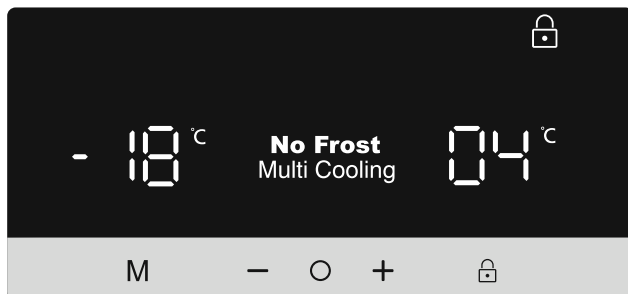 -18 °C
No Frost
Multi Cooling
04 °C
M − ○ +